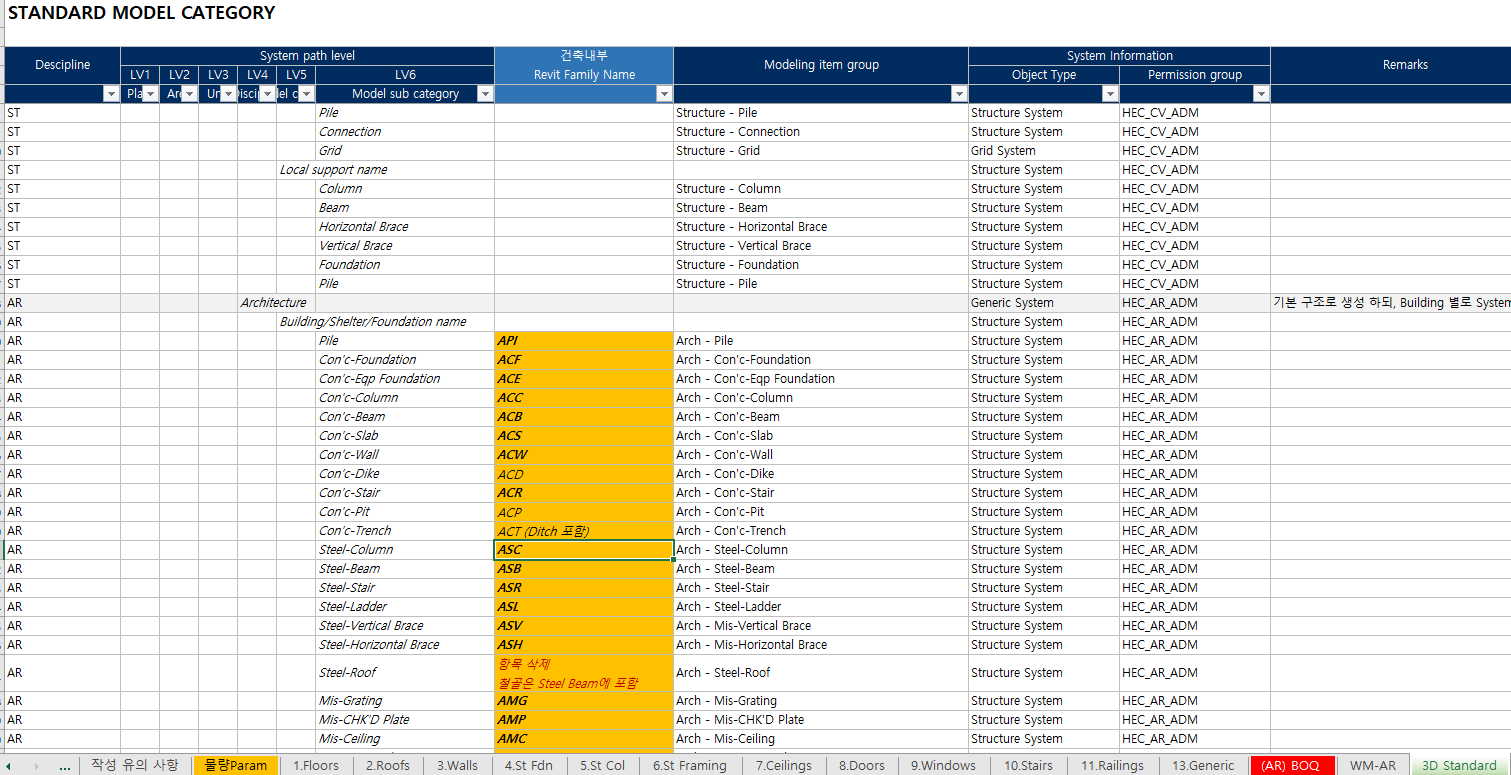 STANDARD MODEL CATEGORY
Descipline System path level 건축내부 Modeling item group System Information Remarks
LV1 LV2 LV3 LV4 LV5 LV6 Revit Family Name Object Type Permission group
Pla Are Un Model sub category
ST Pile Structure - Pile Structure System HEC_CV_ADM
ST Connection Structure - Connection Structure System HEC_CV_ADM
ST Grid Structure - Grid Grid System HEC_CV_ADM
ST Local support name Structure System HEC_CV_ADM
ST Column Structure - Column Structure System HEC_CV_ADM
ST Beam Structure - Beam Structure System HEC_CV_ADM
ST Horizontal Brace Structure - Horizontal Brace Structure System HEC_CV_ADM
ST Vertical Brace Structure - Vertical Brace Structure System HEC_CV_ADM
ST Foundation Structure - Foundation Structure System HEC_CV_ADM
ST Pile Structure - Pile Structure System HEC_CV_ADM
AR Architecture Generic System HEC_AR_ADM 기본 구조로 생성 하되, Building 별로 System
AR Building/Shelter/Foundation name Structure System HEC_AR_ADM
AR Pile API Arch - Pile Structure System HEC_AR_ADM
AR Con'c-Foundation ACF Arch - Con'c-Foundation Structure System HEC_AR_ADM
AR Con'c-Eqp Foundation ACE Arch - Con'c-Eqp Foundation Structure System HEC_AR_ADM
AR Con'c-Column ACC Arch - Con'c-Column Structure System HEC_AR_ADM
AR Con'c-Beam ACB Arch - Con'c-Beam Structure System HEC_AR_ADM
AR Con'c-Slab ACS Arch - Con'c-Slab Structure System HEC_AR_ADM
AR Con'c-Wall ACW Arch - Con'c-Wall Structure System HEC_AR_ADM
AR Con'c-Dike ACD Arch - Con'c-Dike Structure System HEC_AR_ADM
AR Con'c-Stair ACR Arch - Con'c-Stair Structure System HEC_AR_ADM
AR Con'c-Pit ACP Arch - Con'c-Pit Structure System HEC_AR_ADM
AR Con'c-Trench ACT (Ditch 포함) Arch - Con'c-Trench Structure System HEC_AR_ADM
AR Steel-Column ASC Arch - Steel-Column Structure System HEC_AR_ADM
AR Steel-Beam ASB Arch - Steel-Beam Structure System HEC_AR_ADM
AR Steel-Stair ASR Arch - Steel-Stair Structure System HEC_AR_ADM
AR Steel-Ladder ASL Arch - Steel-Ladder Structure System HEC_AR_ADM
AR Steel-Vertical Brace ASV Arch - Mis-Vertical Brace Structure System HEC_AR_ADM
AR Steel-Horizontal Brace ASH Arch - Mis-Horizontal Brace Structure System HEC_AR_ADM
AR Steel-Roof 항목 삭제 Arch - Steel-Roof Structure System HEC_AR_ADM
철골은 Steel Beam에 포함
AR Mis-Grating AMG Arch - Mis-Grating Structure System HEC_AR_ADM
AR Mis-CHK'D Plate AMP Arch - Mis-CHK'D Plate Structure System HEC_AR_ADM
AR Mis-Ceiling AMC Arch - Mis-Ceiling Structure System HEC_AR_ADM
... 작성 유의 사항 물량Param 1.Floors 2.Roofs 3.Walls 4.St Fdn 5.St Col 6.St Framing 7.Ceilings 8.Doors 9.Windows 10.Stairs 11.Railings 13.Generic (AR) BOQ WM-AR 3D Standard